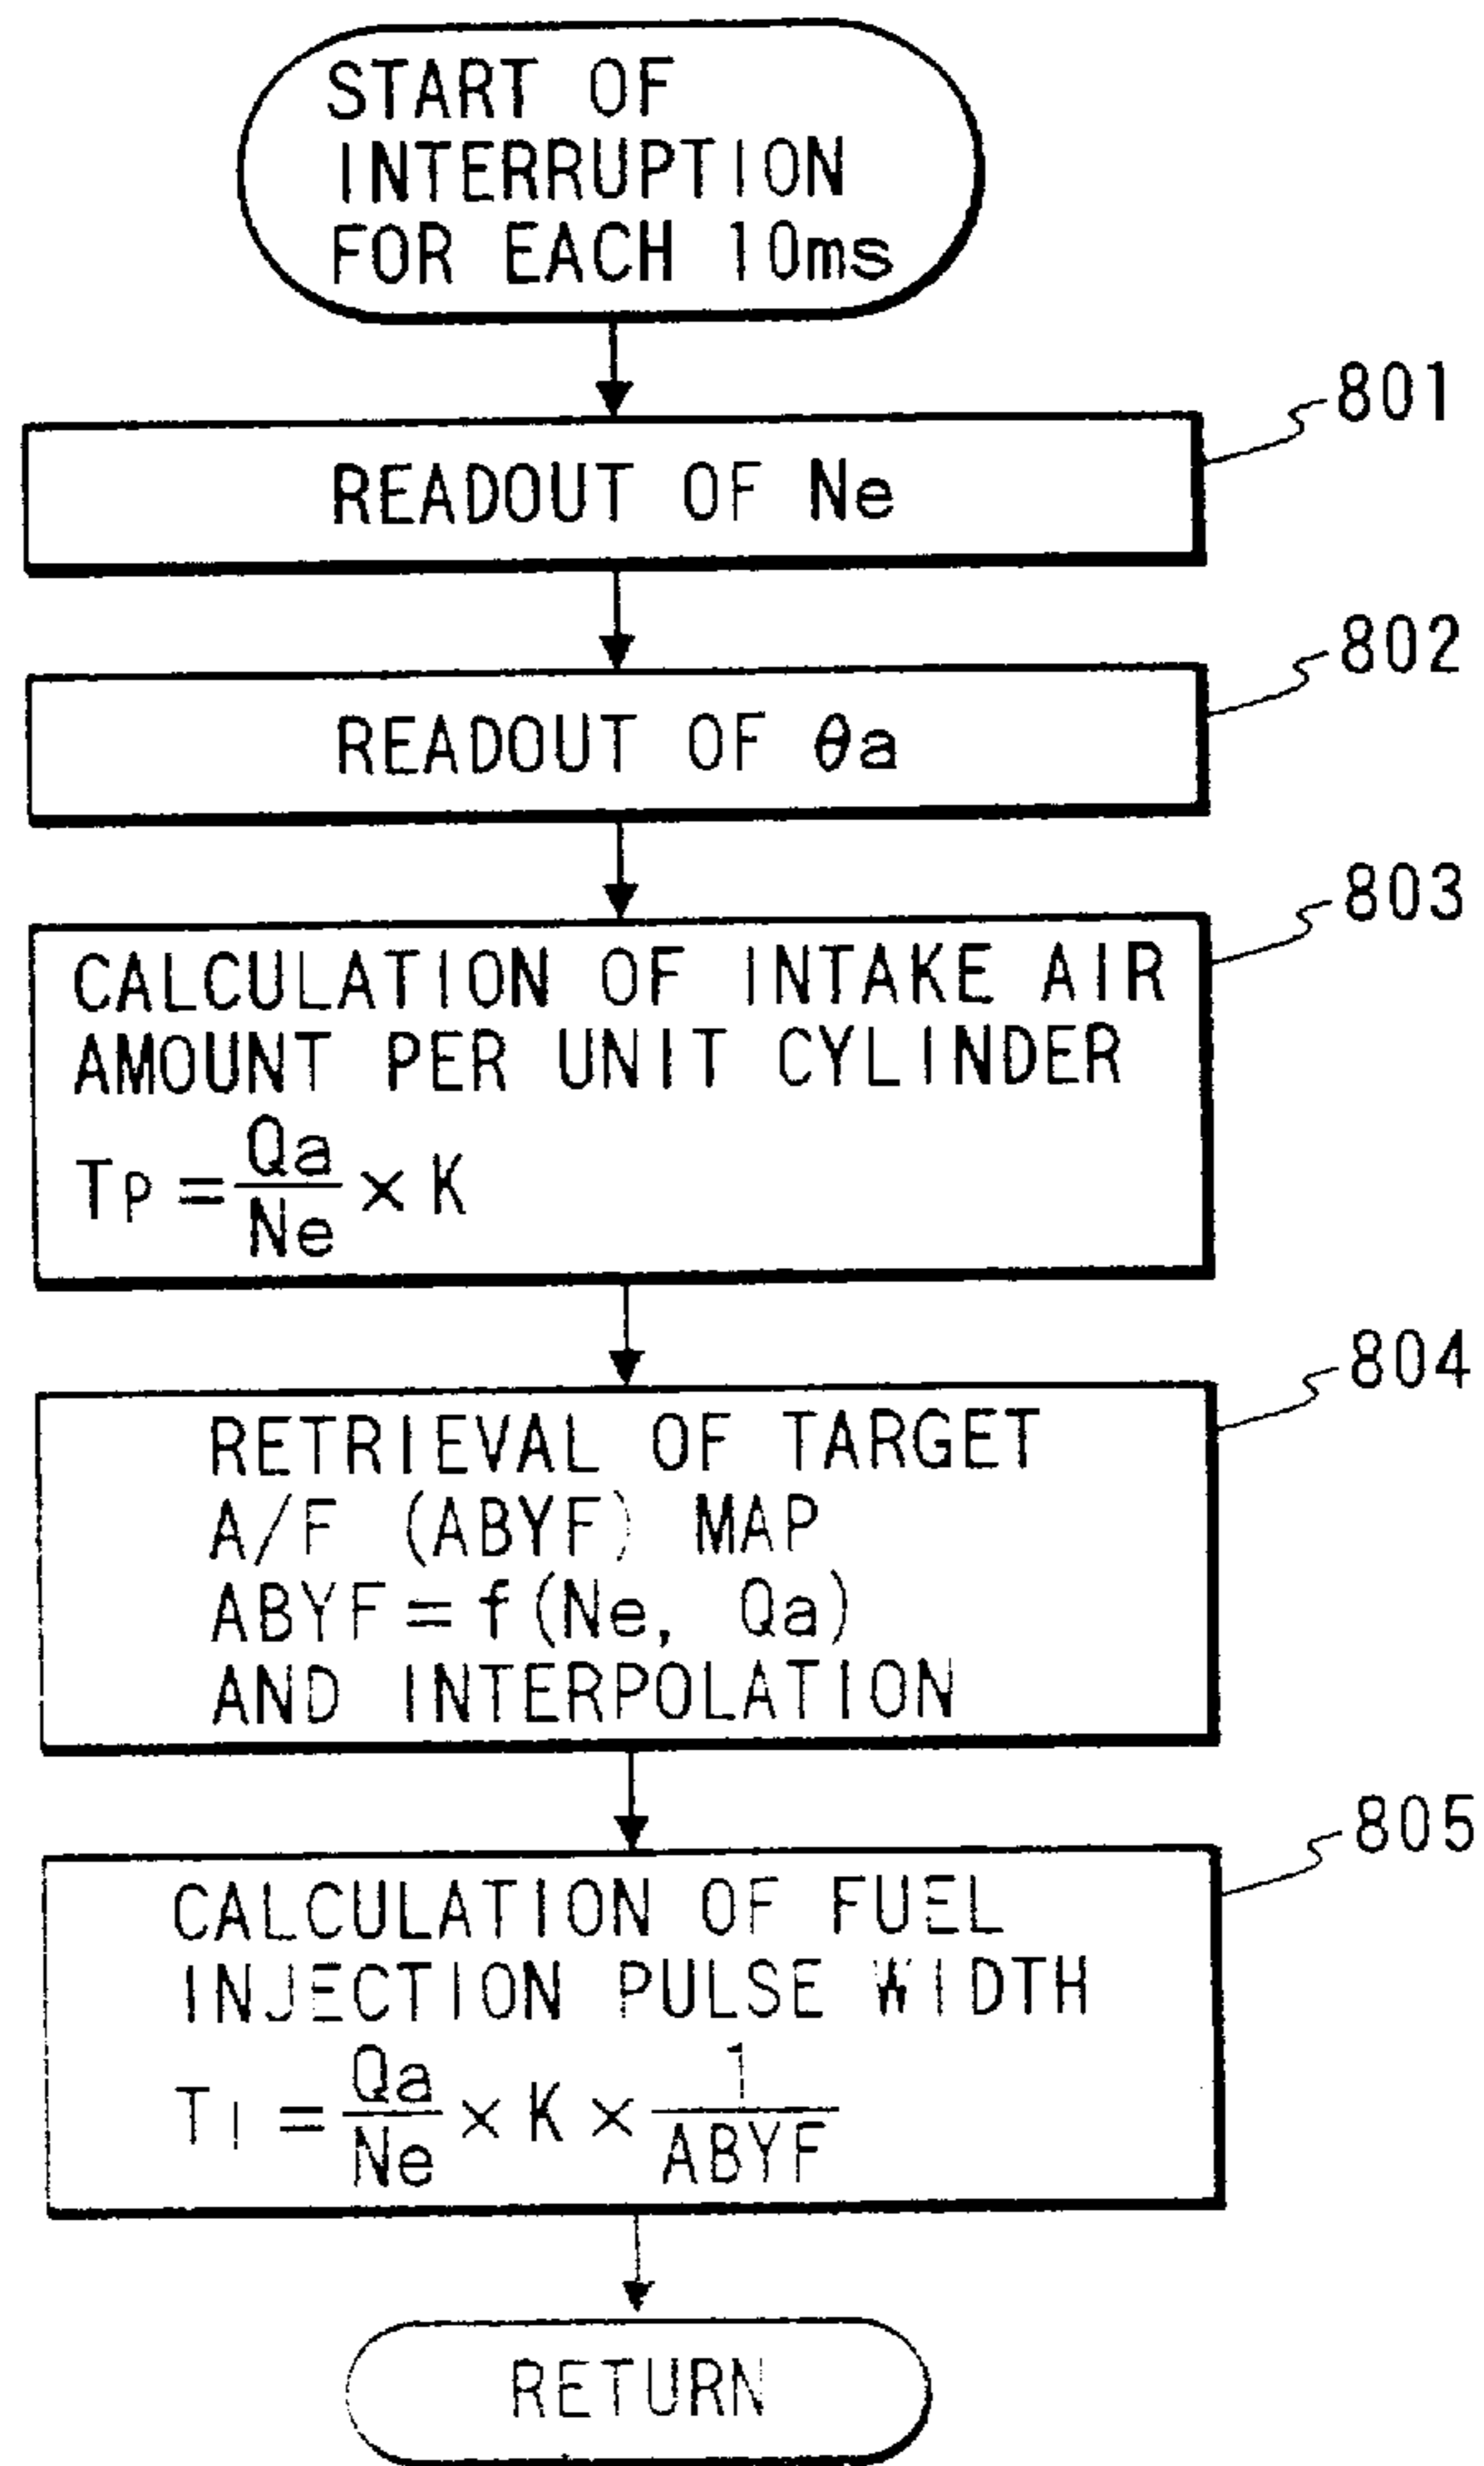 START OF
INTERRUPTION
FOR EACH 10ms
801
READOUT OF Ne
802
READOUT OF θa
803
CALCULATION OF INTAKE AIR
AMOUNT PER UNIT CYLINDER
TP = Qa/Ne × K
804
RETRIEVAL OF TARGET
A/F (ABYF) MAP
ABYF = f (Ne, Qa)
AND INTERPOLATION
805
CALCULATION OF FUEL
INJECTION PULSE WIDTH
TI = Qa/Ne × K × 1/ABYF
RETURN